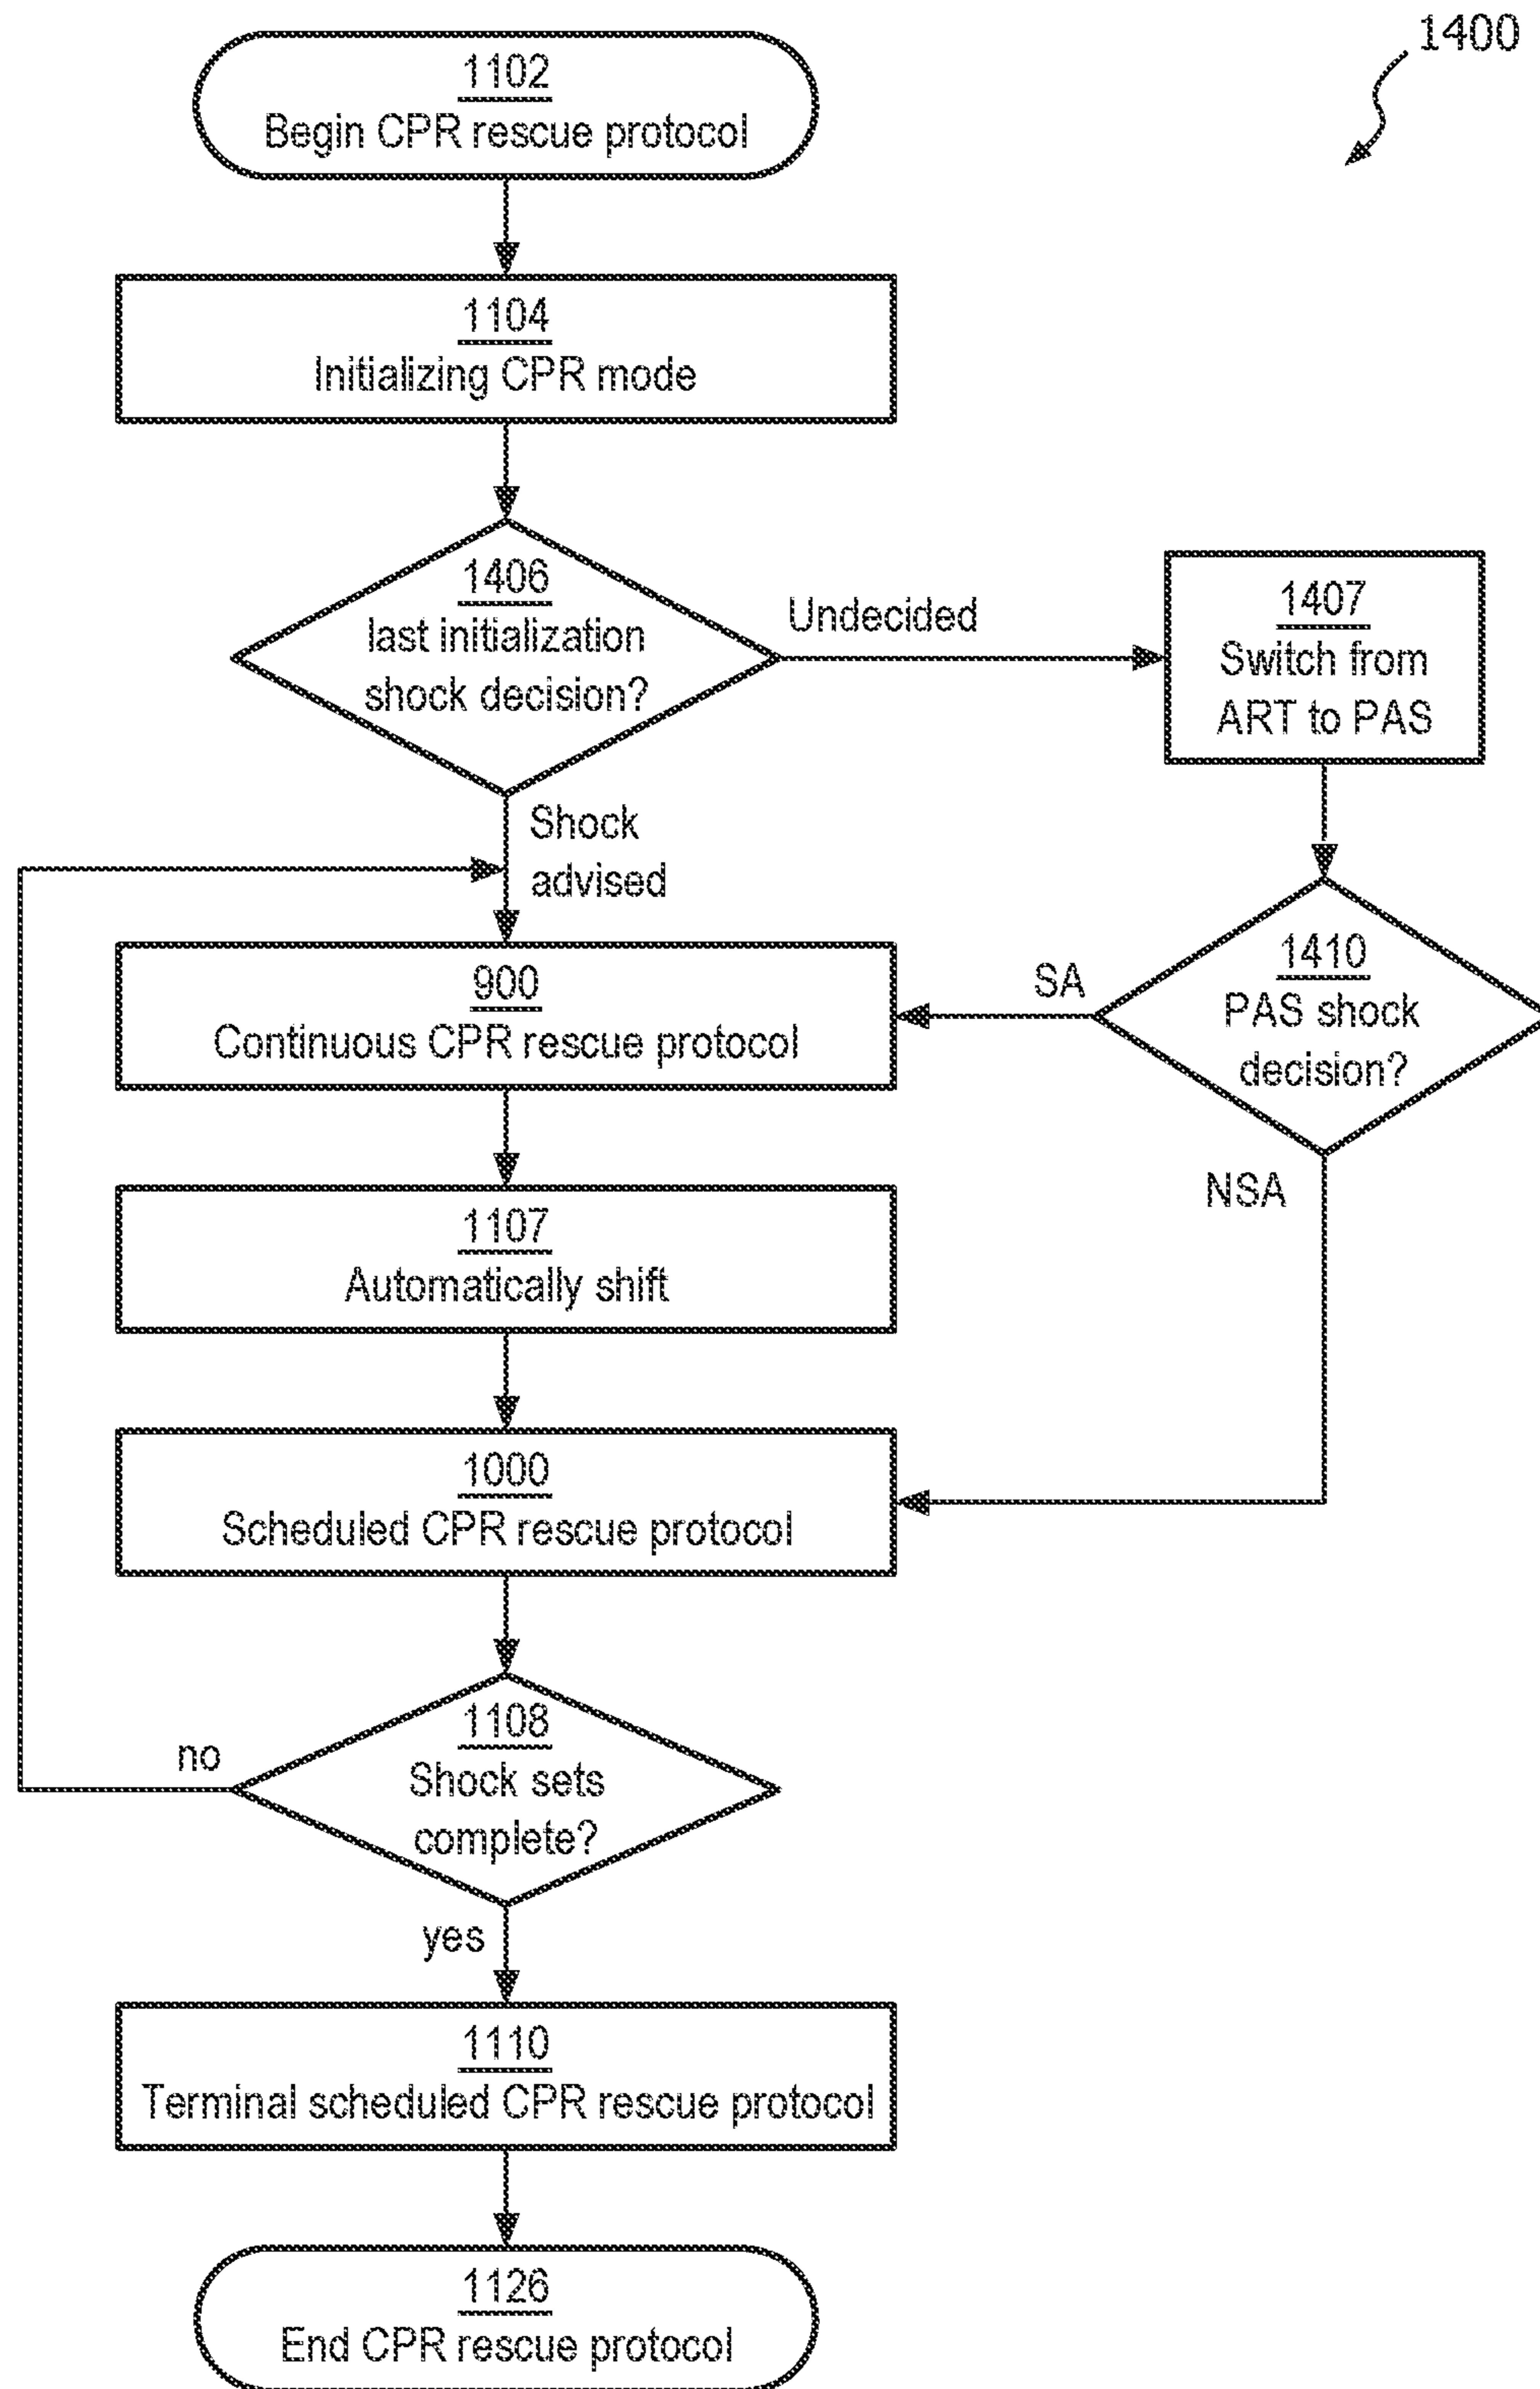 1400
1102
Begin CPR rescue protocol
1104
Initializing CPR mode
1406
last initialization
shock decision?
Undecided
1407
Switch from
ART to PAS
Shock
advised
900
Continuous CPR rescue protocol
SA
1410
PAS shock
decision?
NSA
1107
Automatically shift
1000
Scheduled CPR rescue protocol
1108
Shock sets
complete?
no
yes
1110
Terminal scheduled CPR rescue protocol
1126
End CPR rescue protocol